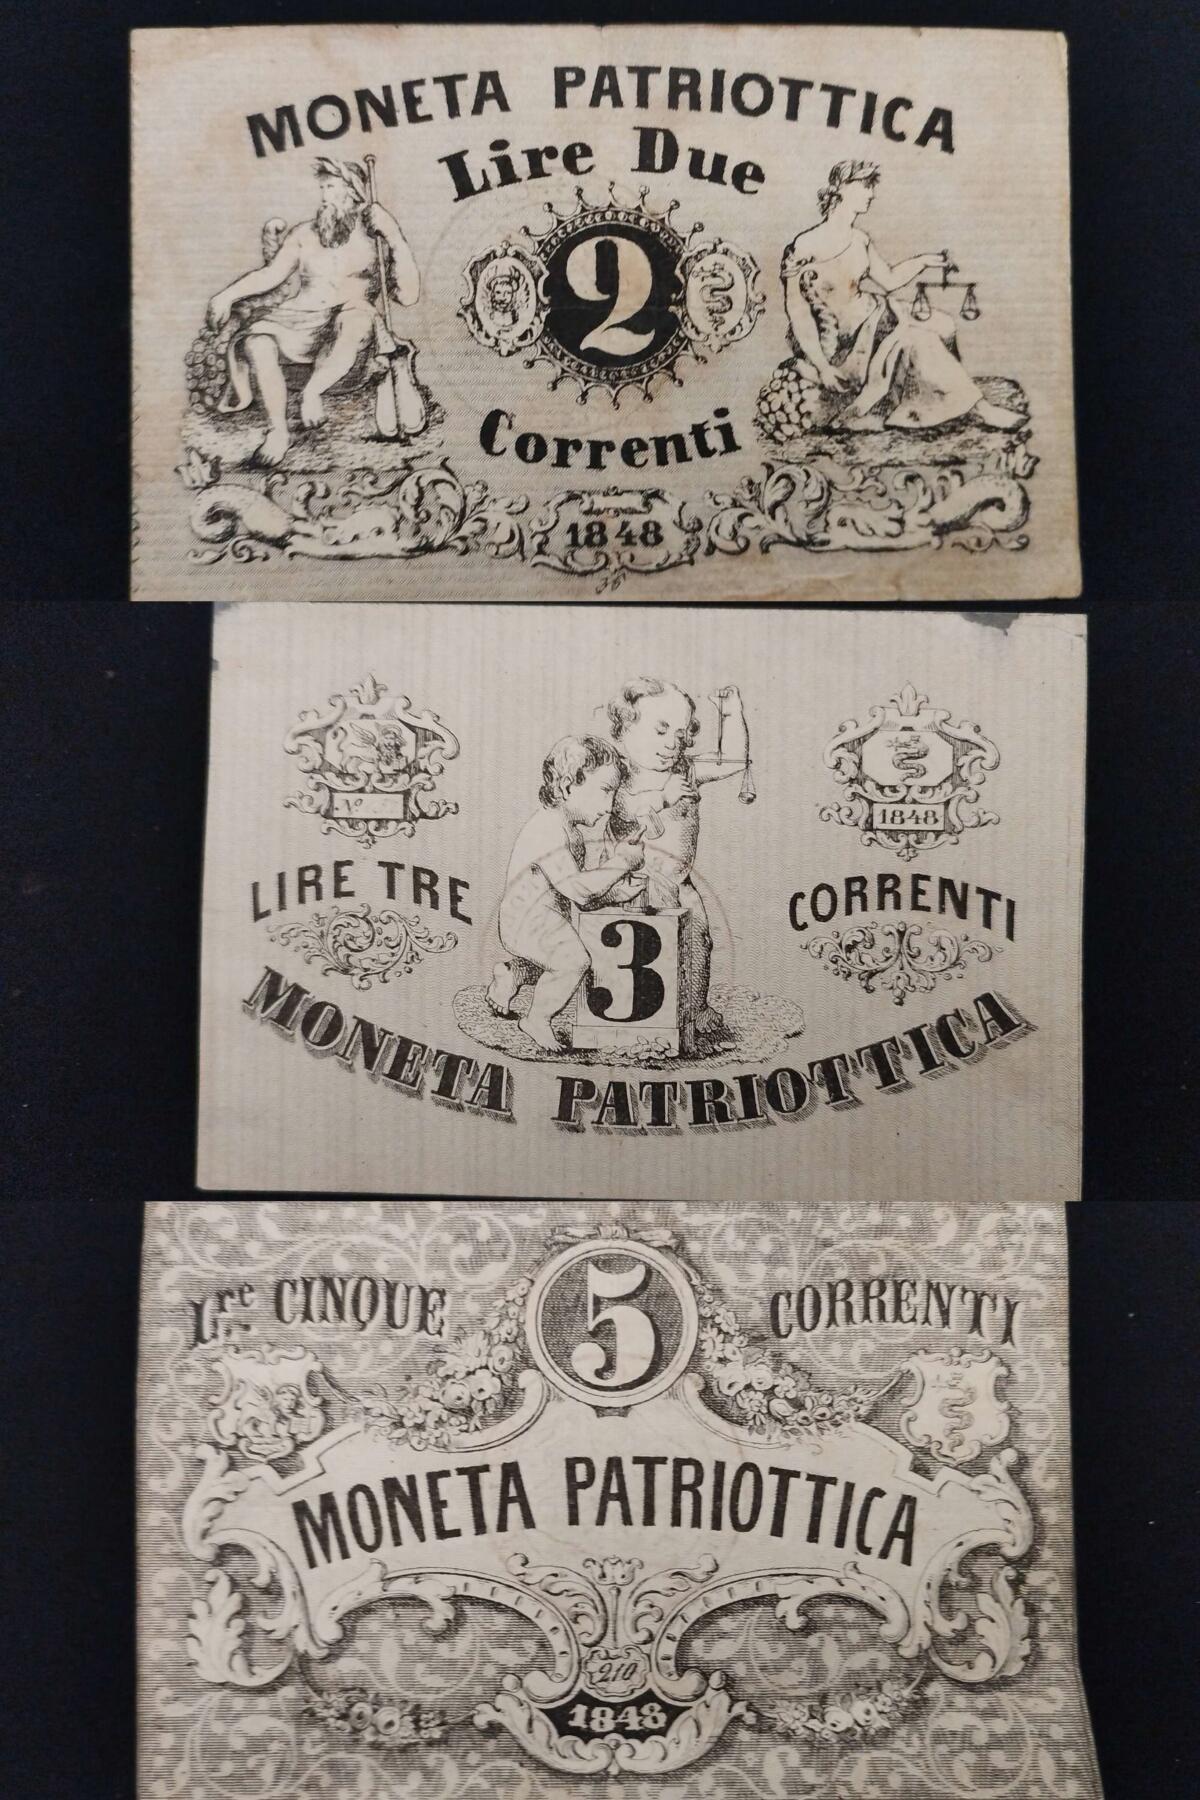 MONETA PATRIOTTICA
Lire Due
2
Correnti
1848
LIRE TRE
No
1848
CORRENTI
3
MONETA PATRIOTTICA
Lre CINQUE
5
CORRENTI
MONETA PATRIOTTICA
210
1848